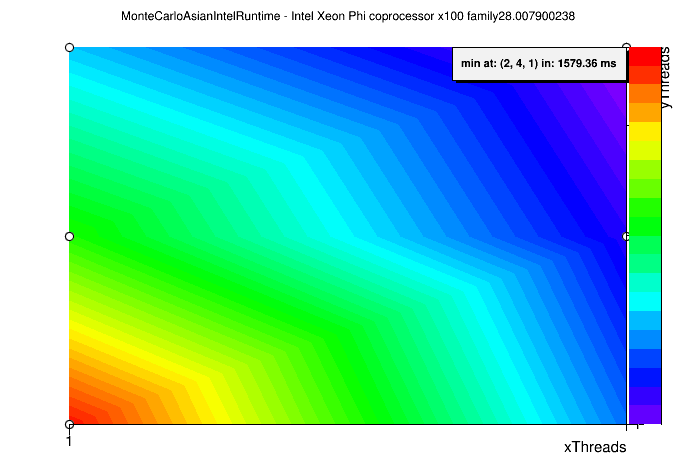 MonteCarloAsianIntelRuntime - Intel Xeon Phi coprocessor x100 family28.007900238
min at: (2, 4, 1) in: 1579.36 ms
yThreads
1
xThreads